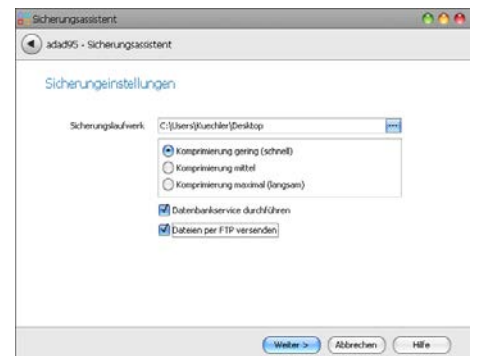 Sicherungsassistent
adad95 - Sicherungsassistent
Sicherungeinstellungen
Sicherungslaufwerk C:\Users\Kuechler\Desktop
Komprimierung gering (schnell)
Komprimierung mittel
Komprimierung maximal (langsam)
Datenbankservice durchführen
Dateien per FTP versenden
Weiter > Abbrechen Hilfe